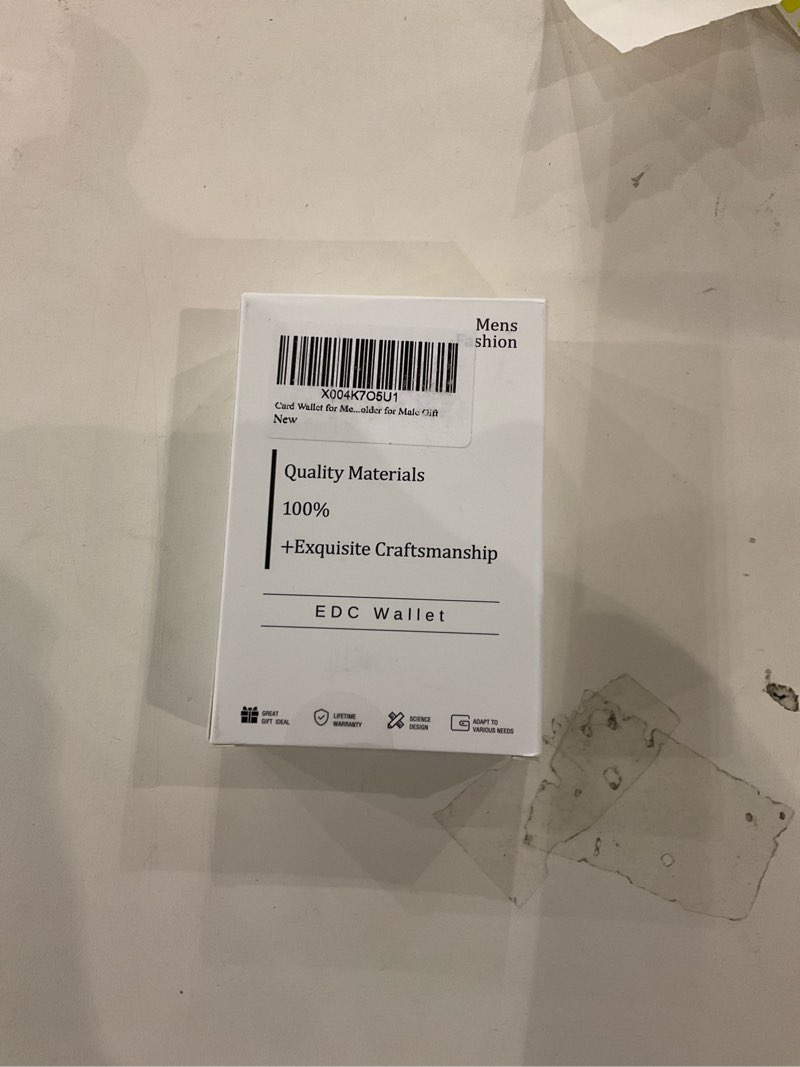 Mens
Fashion
X004K7O5U1
Card Wallet for Me...older for Male Gift
New
Quality Materials
100%
+Exquisite Craftsmanship
EDC Wallet
GREAT
GIFT IDEAL
LIFETIME
WARRANTY
SCIENCE
DESIGN
ADAPT TO
VARIOUS NEEDS